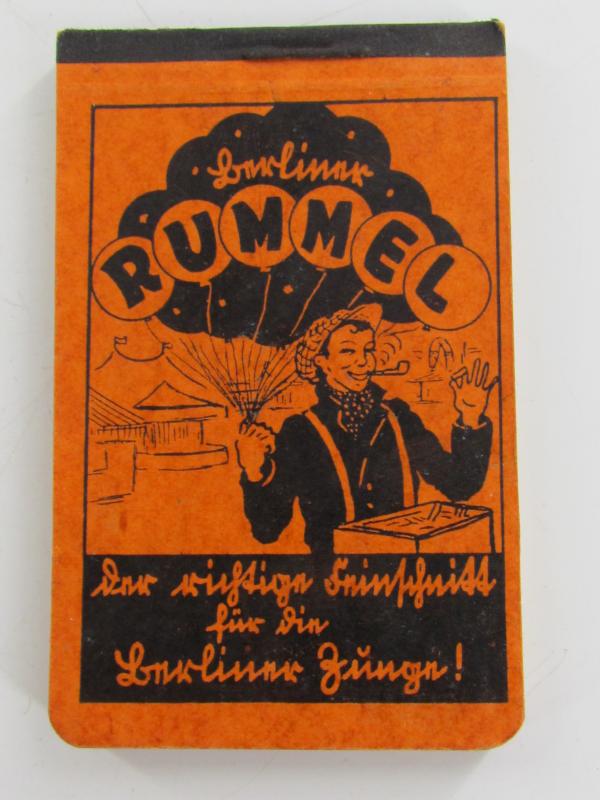 Berliner
RUMMEL
der richtige Feinschnitt
für die
Berliner Zunge!